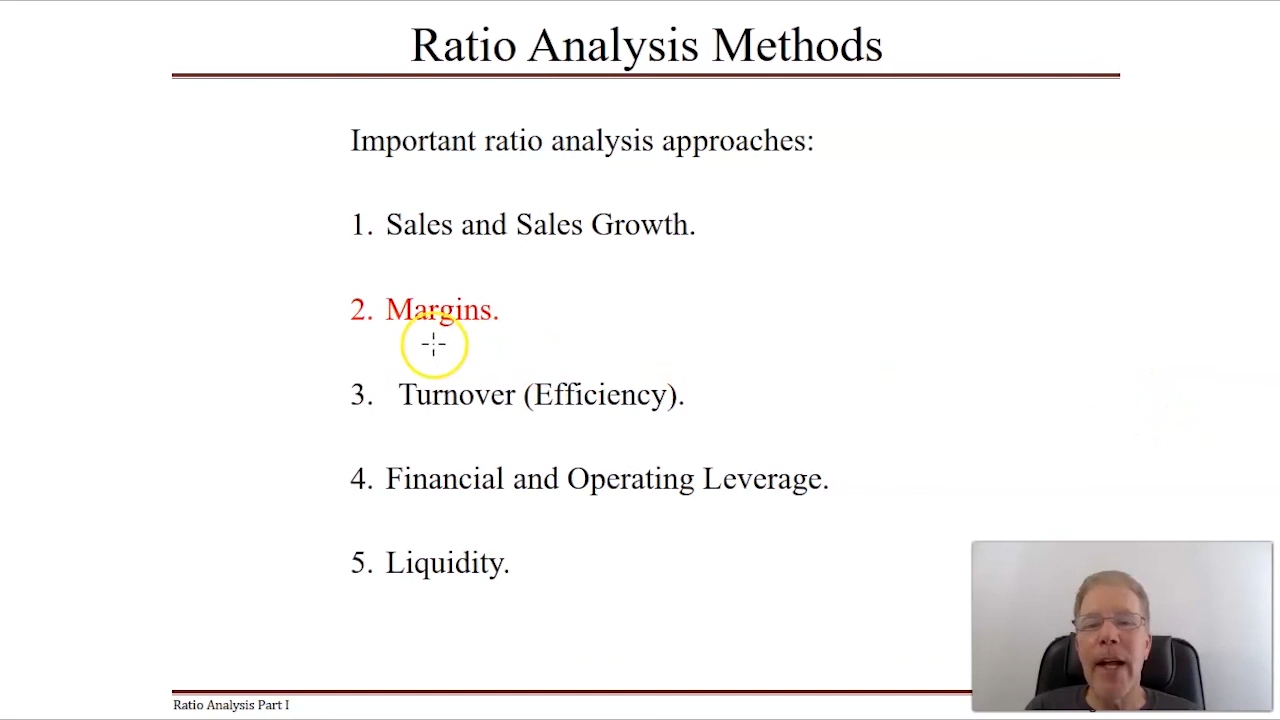 Ratio Analysis Methods
Important ratio analysis approaches:
1. Sales and Sales Growth.
2. Margins.
3. Turnover (Efficiency).
4. Financial and Operating Leverage.
5. Liquidity.
Ratio Analysis Part I